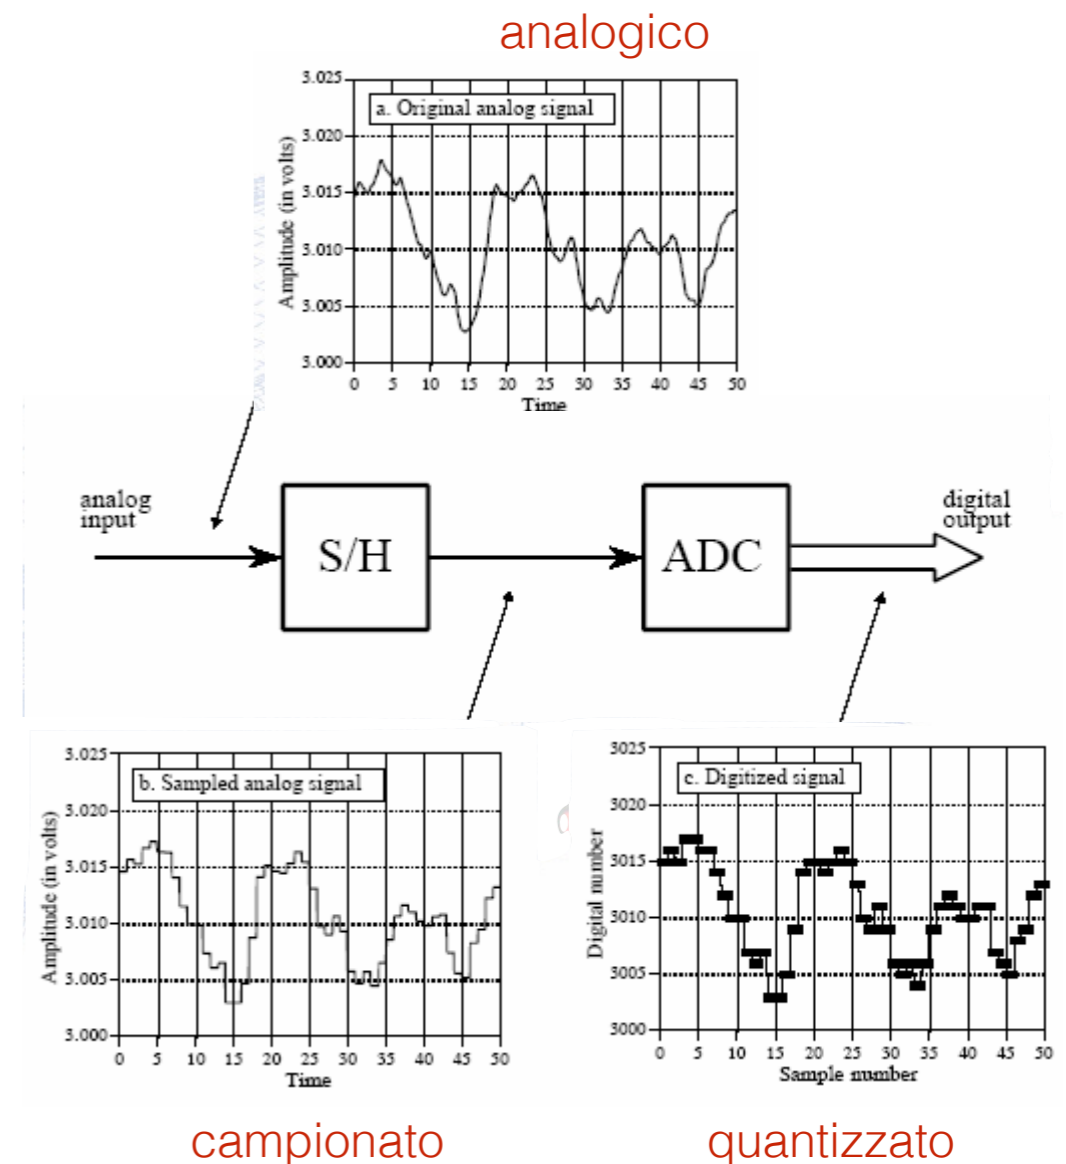 analogico
3.025
a. Original analog signal
3.020
3.015
3.010
3.005
3.000
Amplitude (in volts)
0 5 10 15 20 25 30 35 40 45 50
Time
analog
input
S/H
ADC
digital
output
3.025
b. Sampled analog signal
3.020
3.015
3.010
3.005
3.000
Amplitude (in volts)
0 5 10 15 20 25 30 35 40 45 50
Time
3025
c. Digitized signal
3020
3015
3010
3005
3000
Digital number
0 5 10 15 20 25 30 35 40 45 50
Sample number
campionato
quantizzato